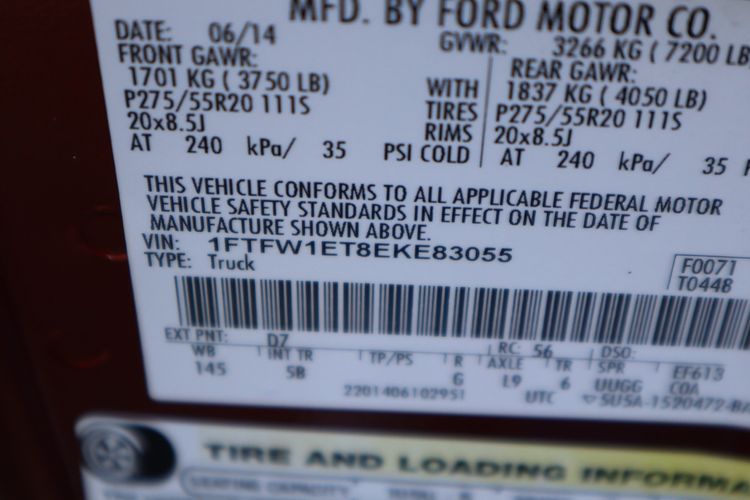 MFD. BY FORD MOTOR CO.
DATE: 06/14 GVWR: 3266 KG ( 7200 LB
FRONT GAWR: REAR GAWR:
1701 KG ( 3750 LB) WITH 1837 KG ( 4050 LB)
P275/55R20 111S TIRES P275/55R20 111S
20x8.5J RIMS 20x8.5J
AT 240 kPa/ 35 PSI COLD AT 240 kPa/ 35
THIS VEHICLE CONFORMS TO ALL APPLICABLE FEDERAL MOTOR
VEHICLE SAFETY STANDARDS IN EFFECT ON THE DATE OF
MANUFACTURE SHOWN ABOVE.
VIN: 1FTFW1ET8EKE83055
TYPE: Truck F0071
T0448
EXT PNT: D7 RC: 56 DSO:
WB INT TR TP/PS R AXLE TR SPR EF613
145 5B G L9 6 UUGG COA
2201406102951 UTC
TIRE AND LOADING INFORMA
SEATING CAPACITY